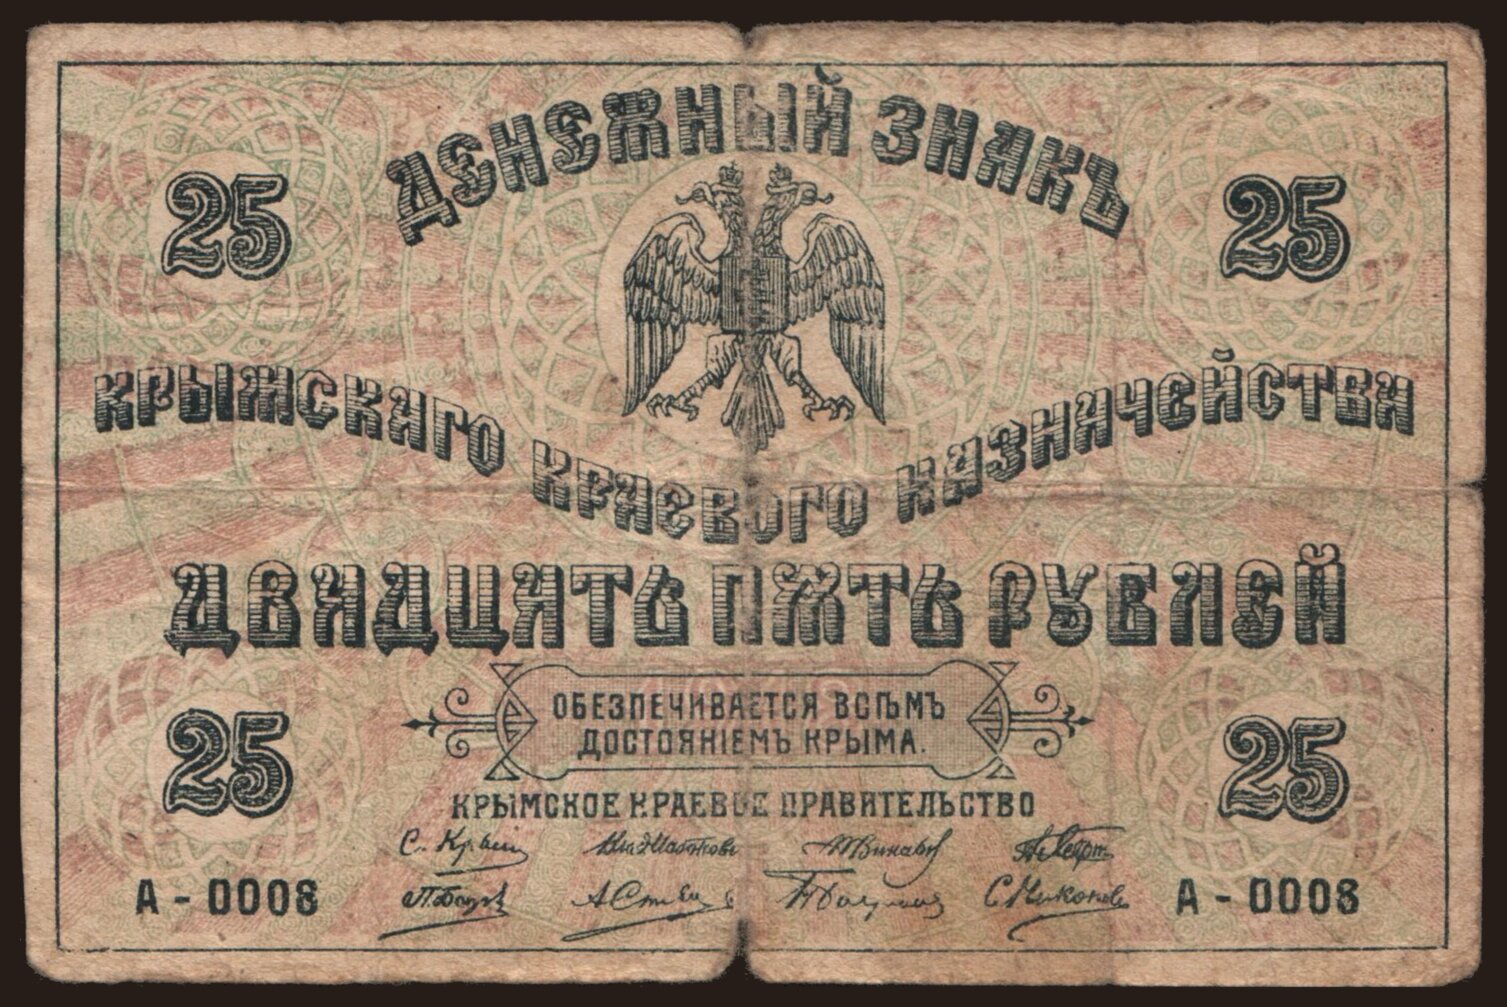 ДЕНЕЖНЫЙ ЗНАКЪ
25 25
КРЫМСКАГО КРАЕВОГО КАЗНАЧЕЙСТВА
ДВАДЦАТЬ ПЯТЬ РУБЛЕЙ
ОБЕЗПЕЧИВАЕТСЯ ВСѢМЪ
ДОСТОЯНІЕМЪ КРЫМА.
25 25
КРЫМСКОЕ КРАЕВОЕ ПРАВИТЕЛЬСТВО
А - 0008 А - 0008